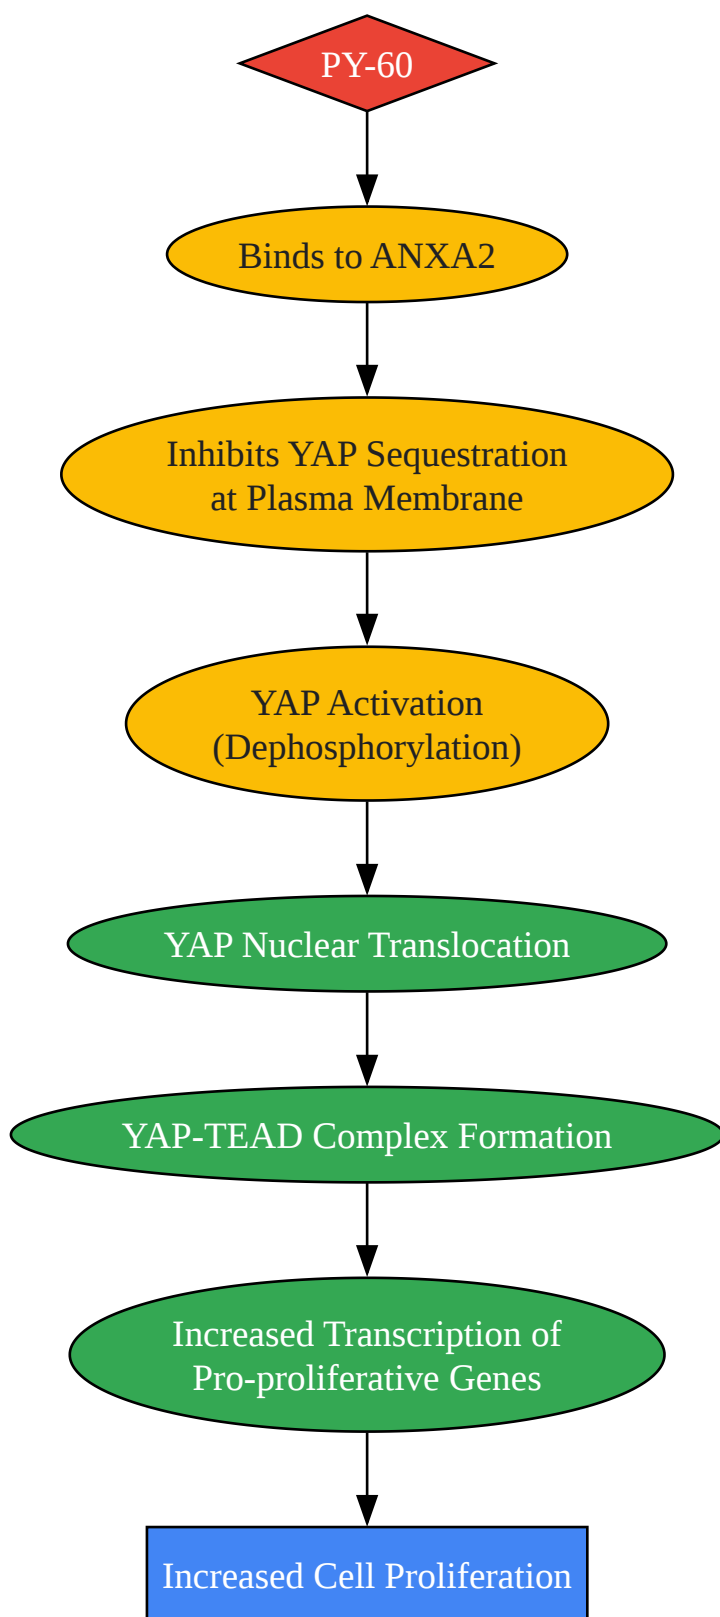 PY-60
Binds to ANXA2
Inhibits YAP Sequestration
at Plasma Membrane
YAP Activation
(Dephosphorylation)
YAP Nuclear Translocation
YAP-TEAD Complex Formation
Increased Transcription of
Pro-proliferative Genes
Increased Cell Proliferation